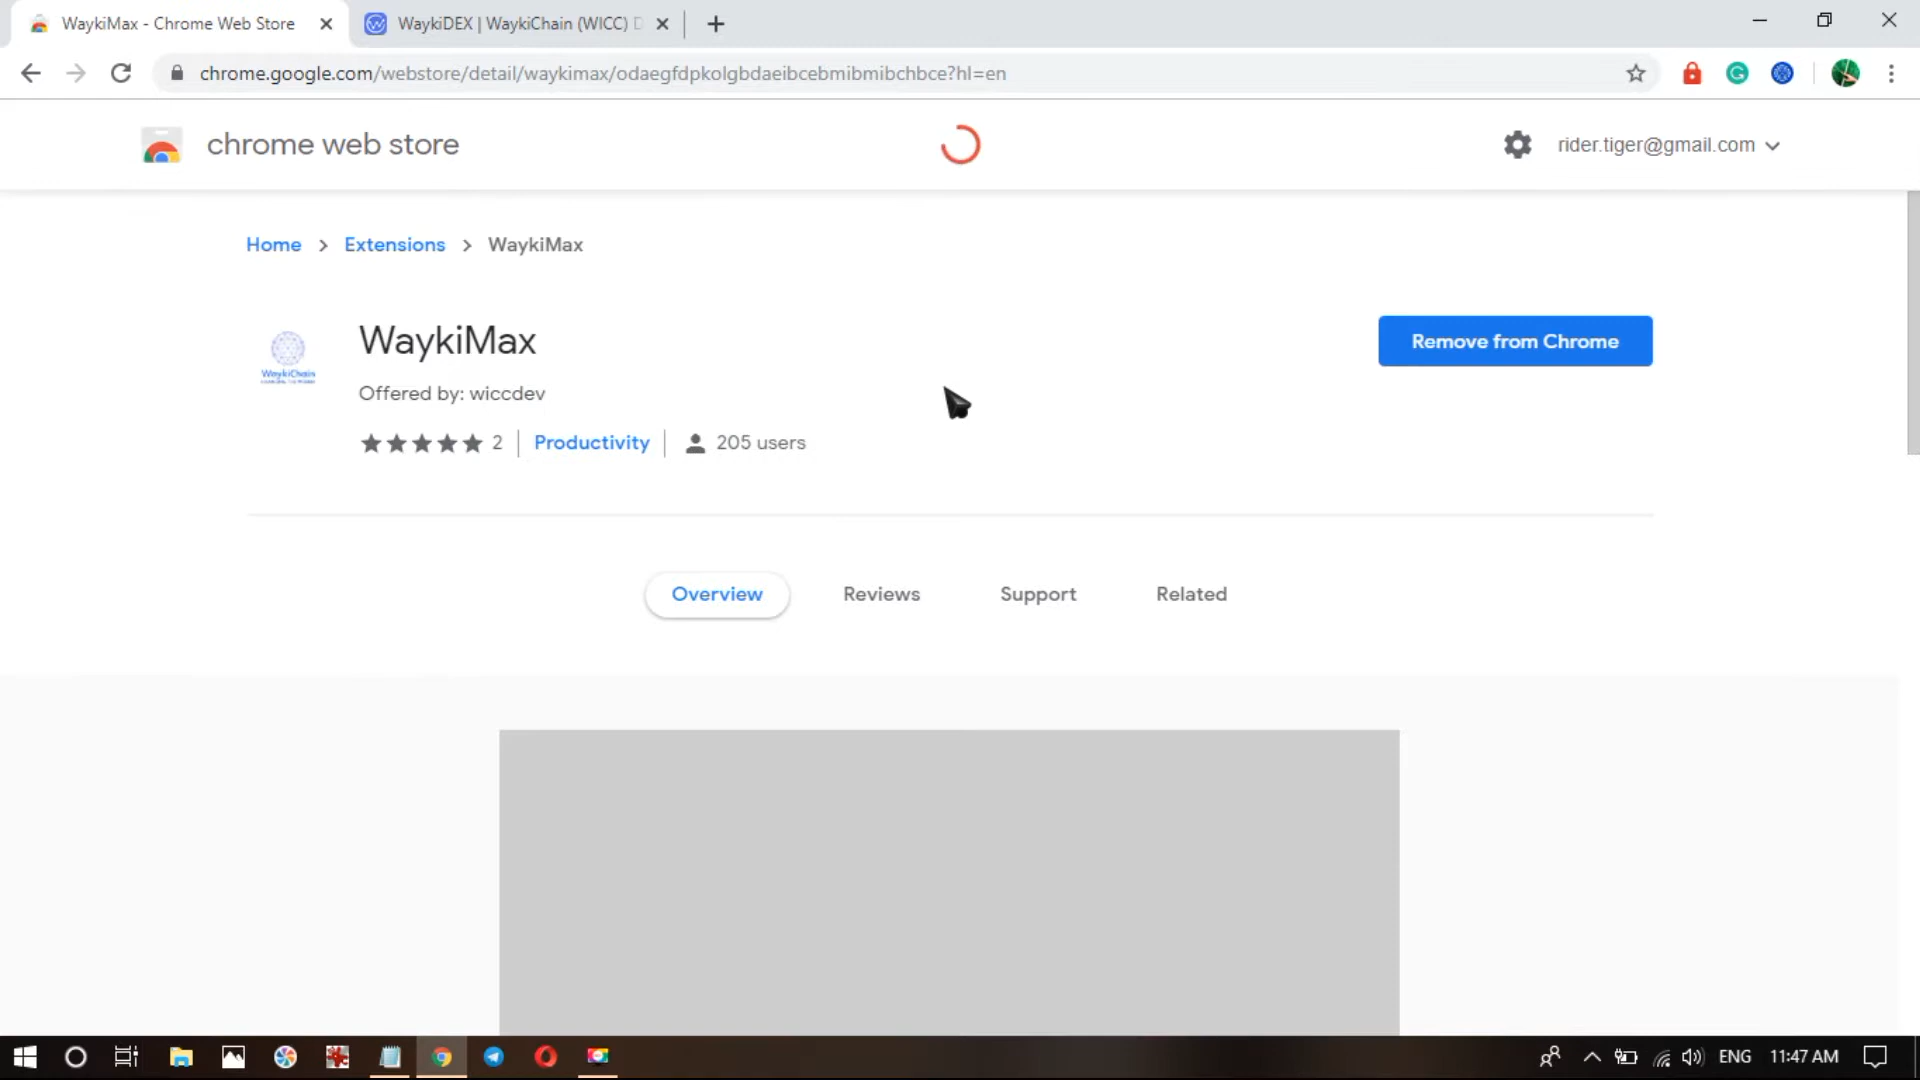 WaykiMax - Chrome Web Store
WaykiDEX | WaykiChain (WICC) D
chrome.google.com/webstore/detail/waykimax/odaegfdpkolgbdaeibcebmibmibchbce?hl=en
chrome web store
rider.tiger@gmail.com
Home > Extensions > WaykiMax
WaykiChain
WaykiMax
Remove from Chrome
Offered by: wiccdev
2 | Productivity | 205 users
Overview Reviews Support Related
ENG 11:47 AM